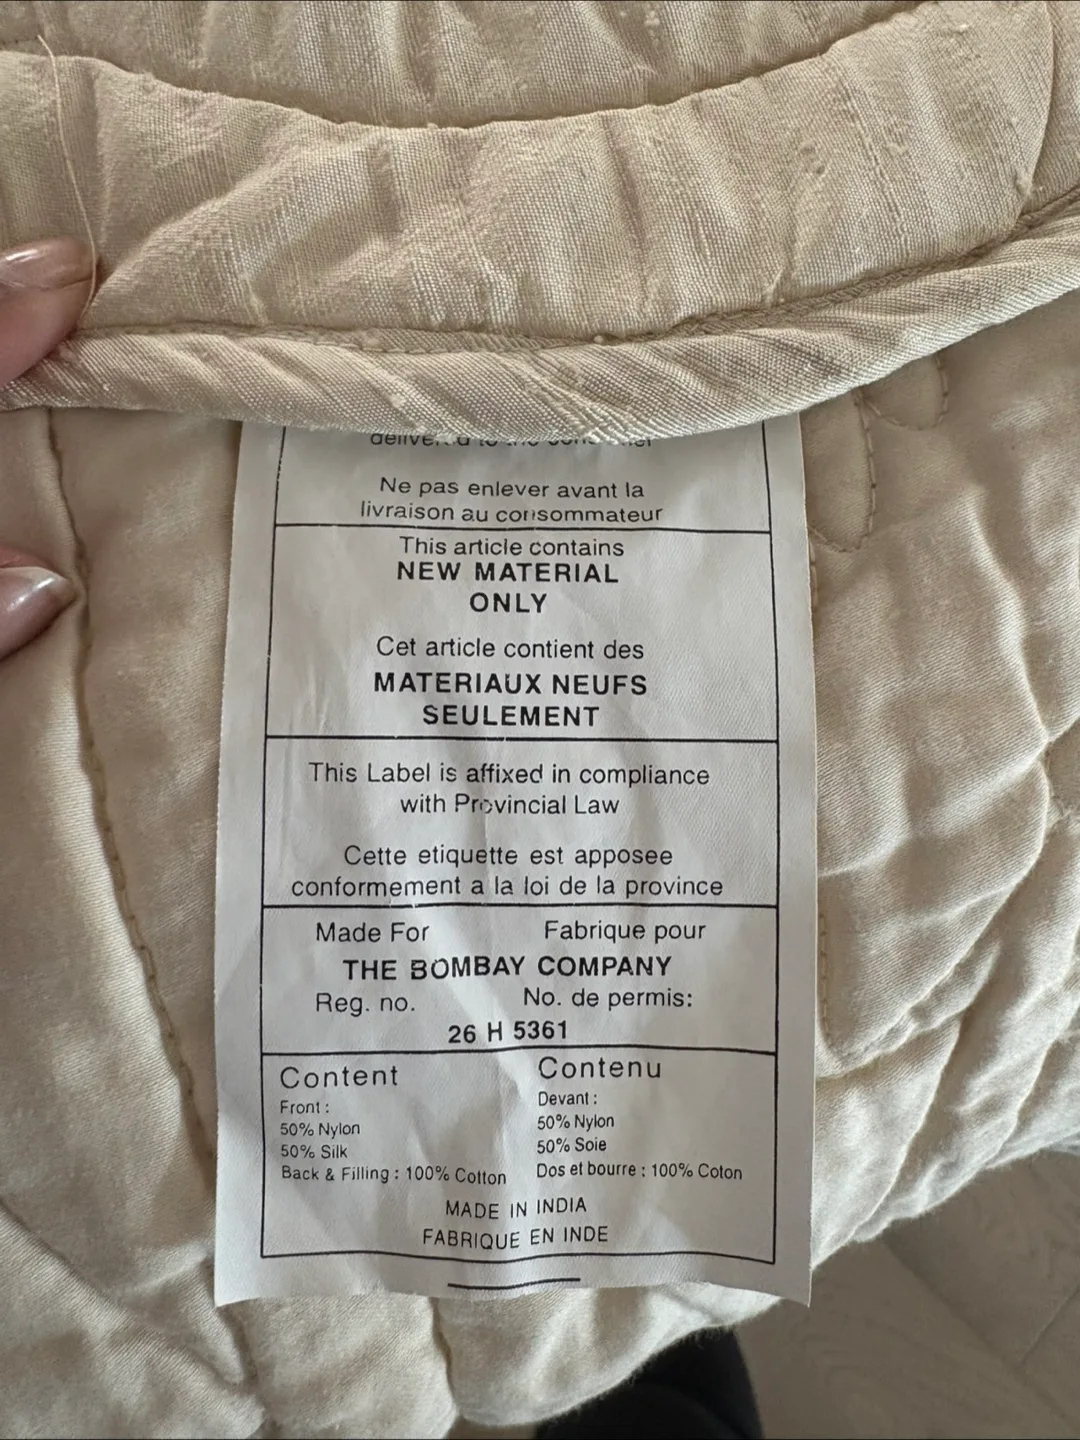 Ne pas enlever avant la
livraison au consommateur
This article contains
NEW MATERIAL
ONLY
Cet article contient des
MATERIAUX NEUFS
SEULEMENT
This Label is affixed in compliance
with Provincial Law
Cette etiquette est apposee
conformement a la loi de la province
Made For Fabrique pour
THE BOMBAY COMPANY
Reg. no. No. de permis:
26 H 5361
Content Contenu
Front : Devant :
50% Nylon 50% Nylon
50% Silk 50% Soie
Back & Filling : 100% Cotton Dos et bourre : 100% Coton
MADE IN INDIA
FABRIQUE EN INDE